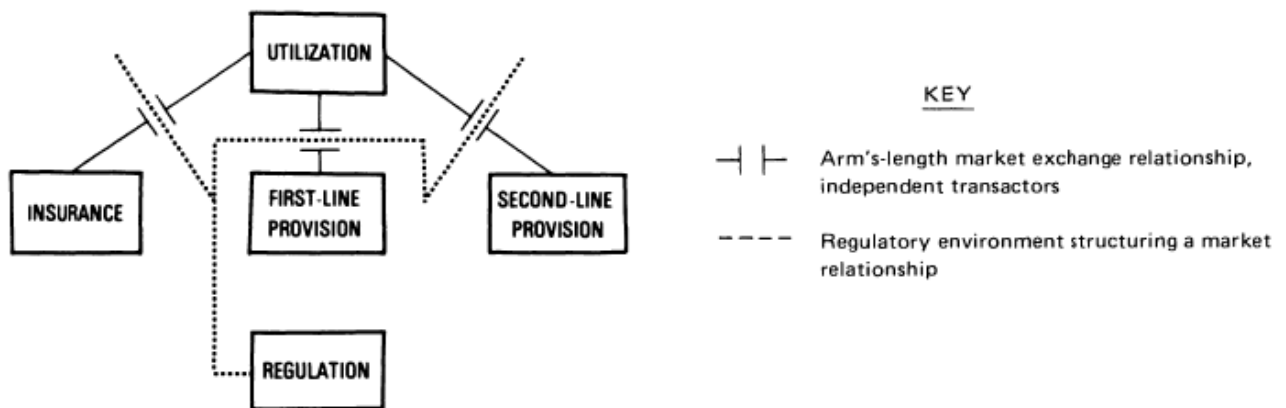 UTILIZATION
INSURANCE
FIRST-LINE
PROVISION
SECOND-LINE
PROVISION
REGULATION
KEY
Arm's-length market exchange relationship,
independent transactors
Regulatory environment structuring a market
relationship